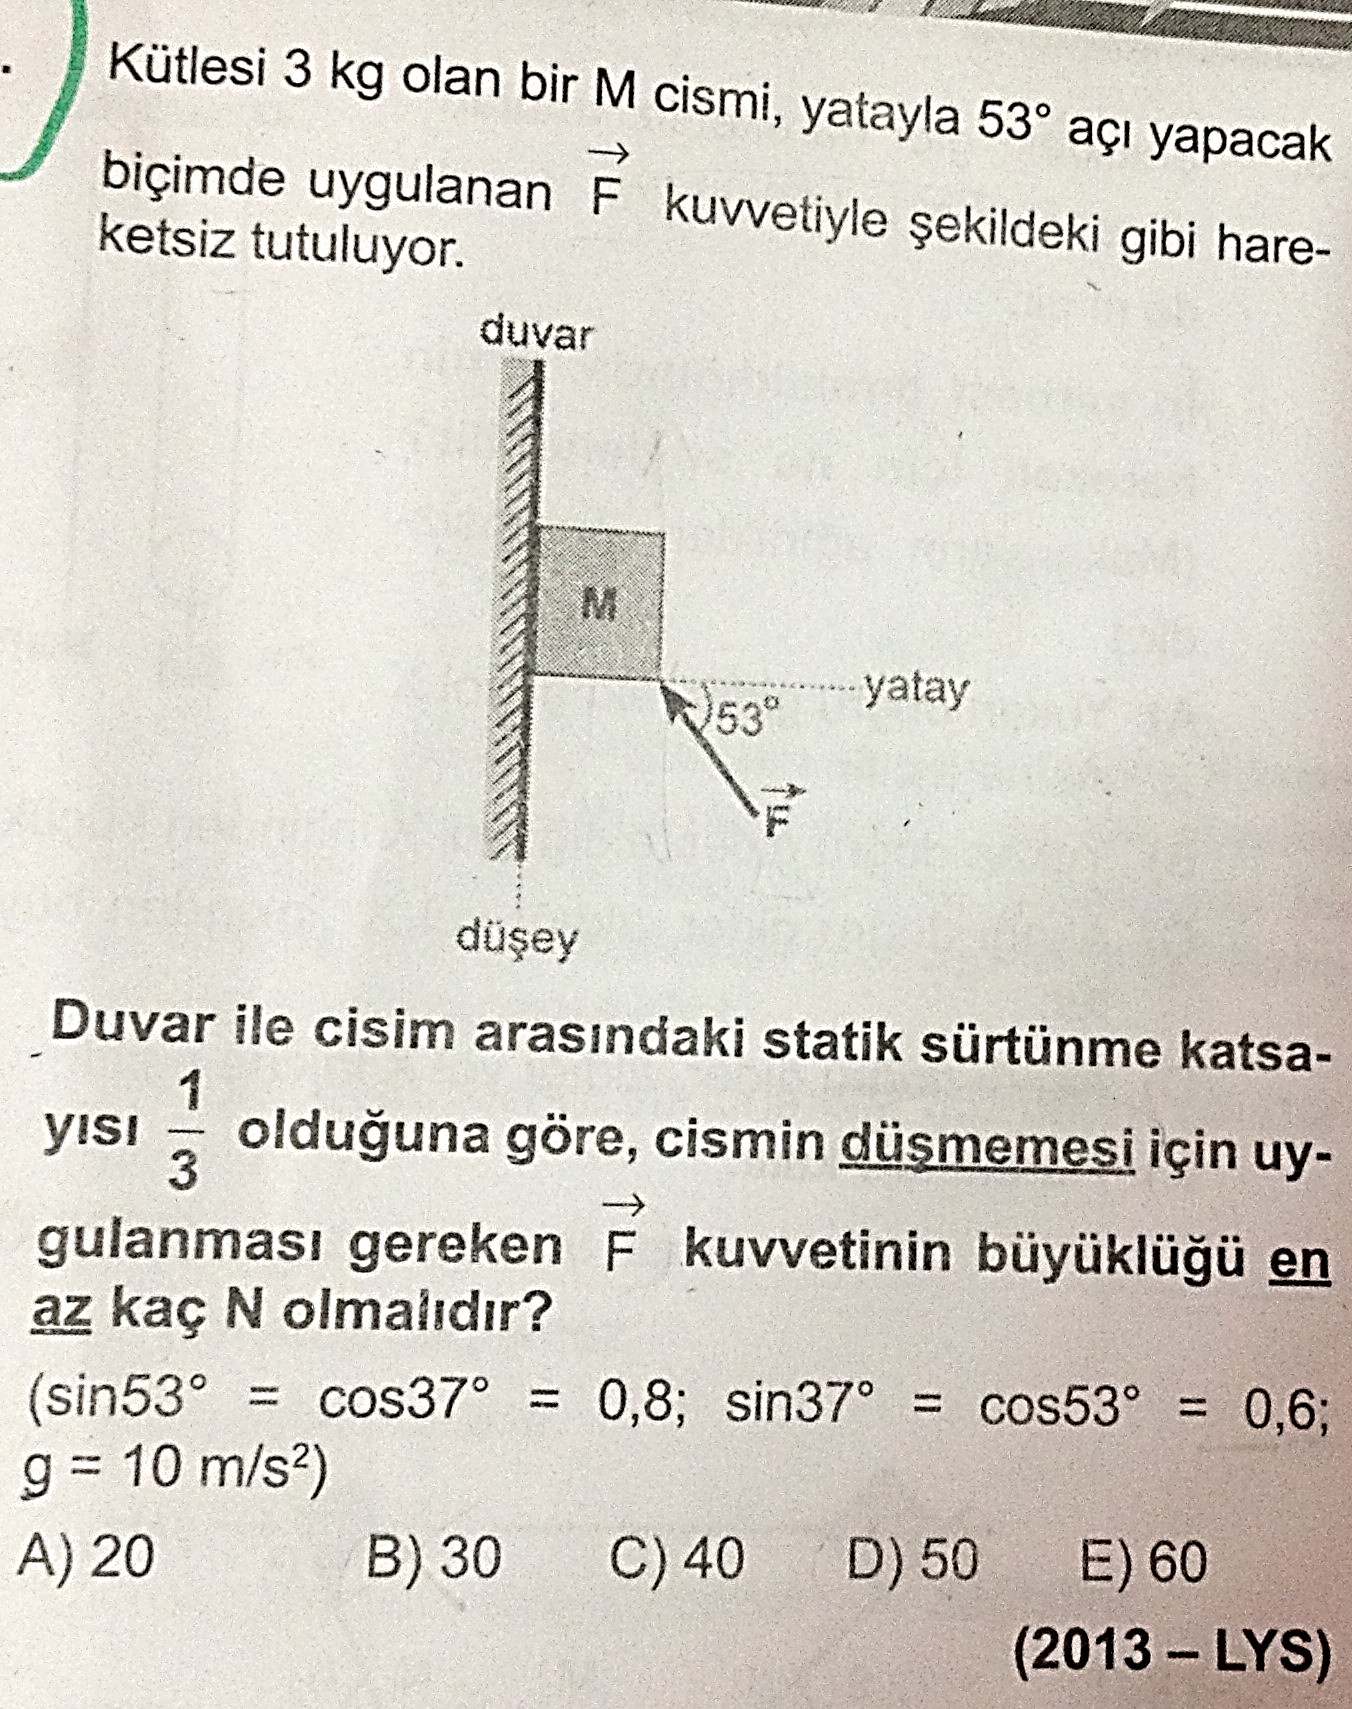 Kütlesi 3 kg olan bir M cismi, yatayla 53° açı yapacak
biçimde uygulanan F kuvvetiyle şekildeki gibi hare-
ketsiz tutuluyor.
duvar
M
yatay
53°
F
düşey
Duvar ile cisim arasındaki statik sürtünme katsa-
yısı 1/3 olduğuna göre, cismin düşmemesi için uy-
gulanması gereken F kuvvetinin büyüklüğü en
az kaç N olmalıdır?
(sin53° = cos37° = 0,8; sin37° = cos53° = 0,6;
g = 10 m/s²)
A) 20 B) 30 C) 40 D) 50 E) 60
(2013 – LYS)